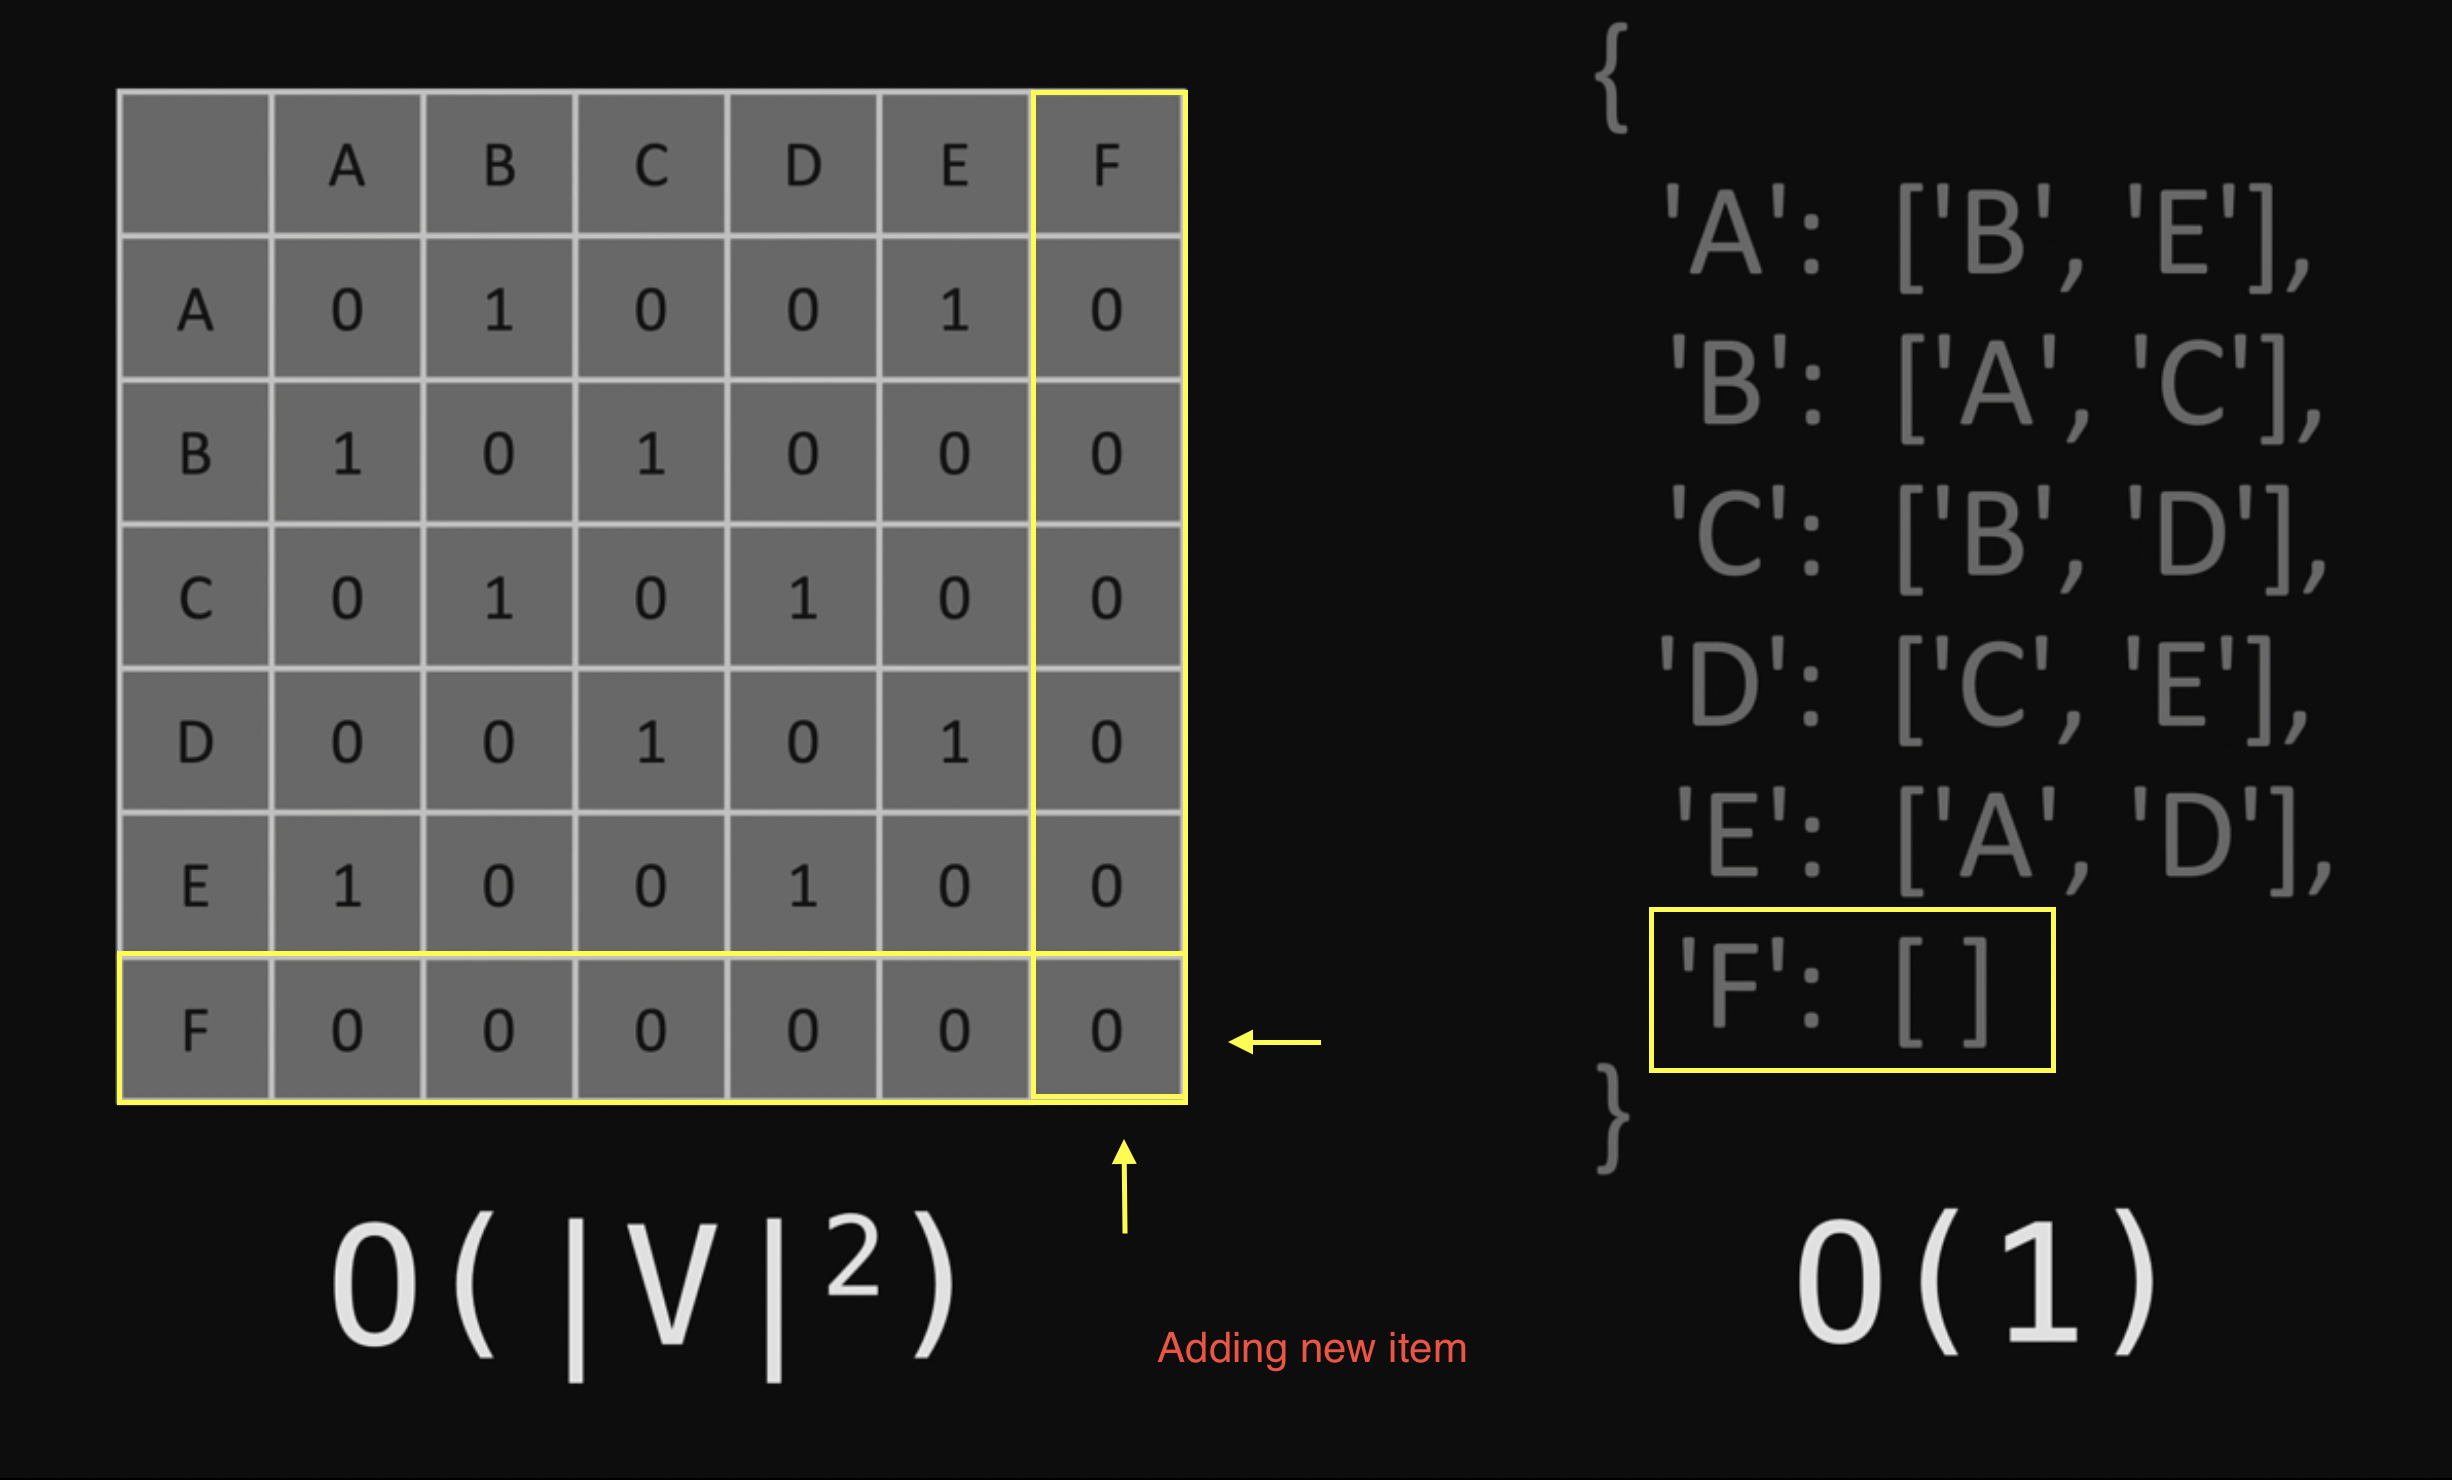 A B C D E F
A 0 1 0 0 1 0
B 1 0 1 0 0 0
C 0 1 0 1 0 0
D 0 0 1 0 1 0
E 1 0 0 1 0 0
F 0 0 0 0 0 0
O(|V|²)
{
'A': ['B', 'E'],
'B': ['A', 'C'],
'C': ['B', 'D'],
'D': ['C', 'E'],
'E': ['A', 'D'],
'F': [ ]
}
O(1)
Adding new item